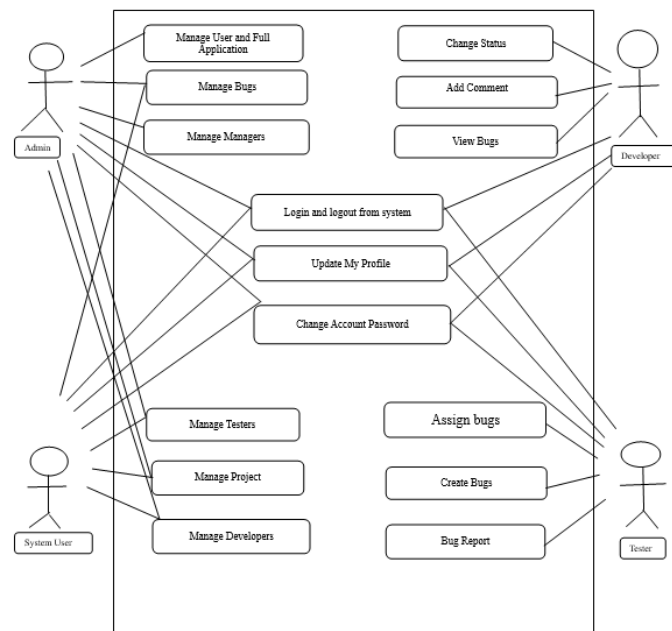 Manage User and Full
Application
Change Status
Manage Bugs
Add Comment
Manage Managers
View Bugs
Admin
Developer
Login and logout from system
Update My Profile
Change Account Password
Manage Testers
Assign bugs
Manage Project
Create Bugs
Manage Developers
Bug Report
System User
Tester